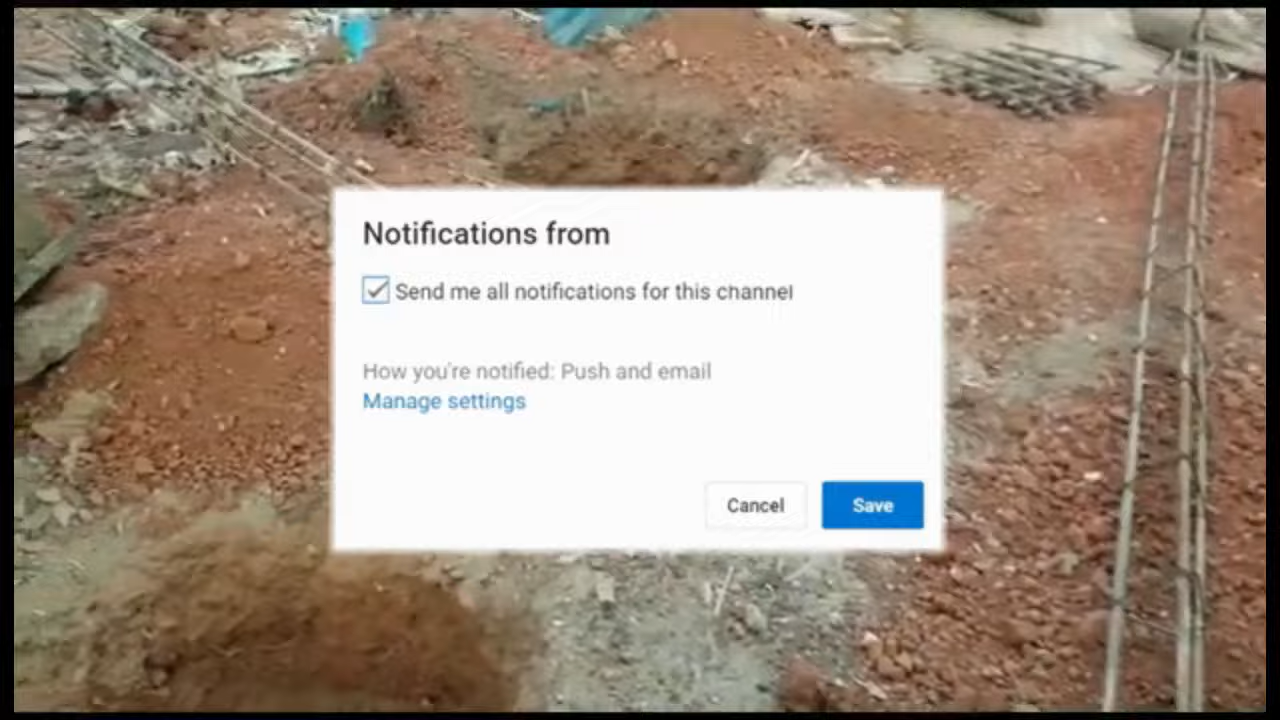 Notifications from
Send me all notifications for this channel
How you're notified: Push and email
Manage settings
Cancel
Save